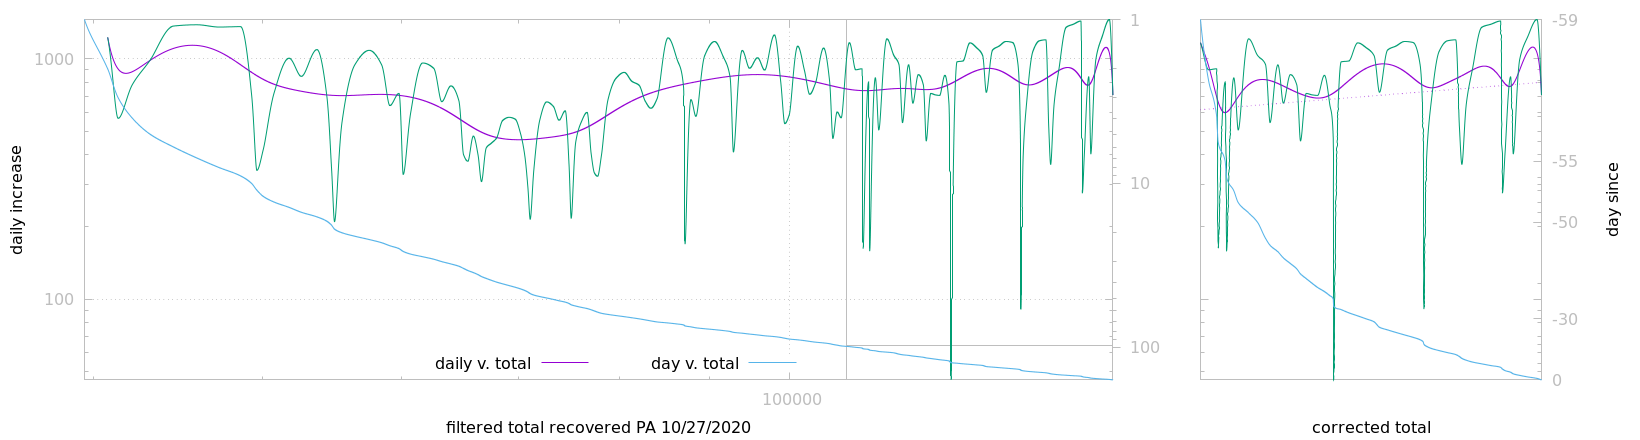 1000
100
daily increase
daily v. total
day v. total
100000
filtered total recovered PA 10/27/2020
1
10
100
-59
-55
-50
-30
0
day since
corrected total